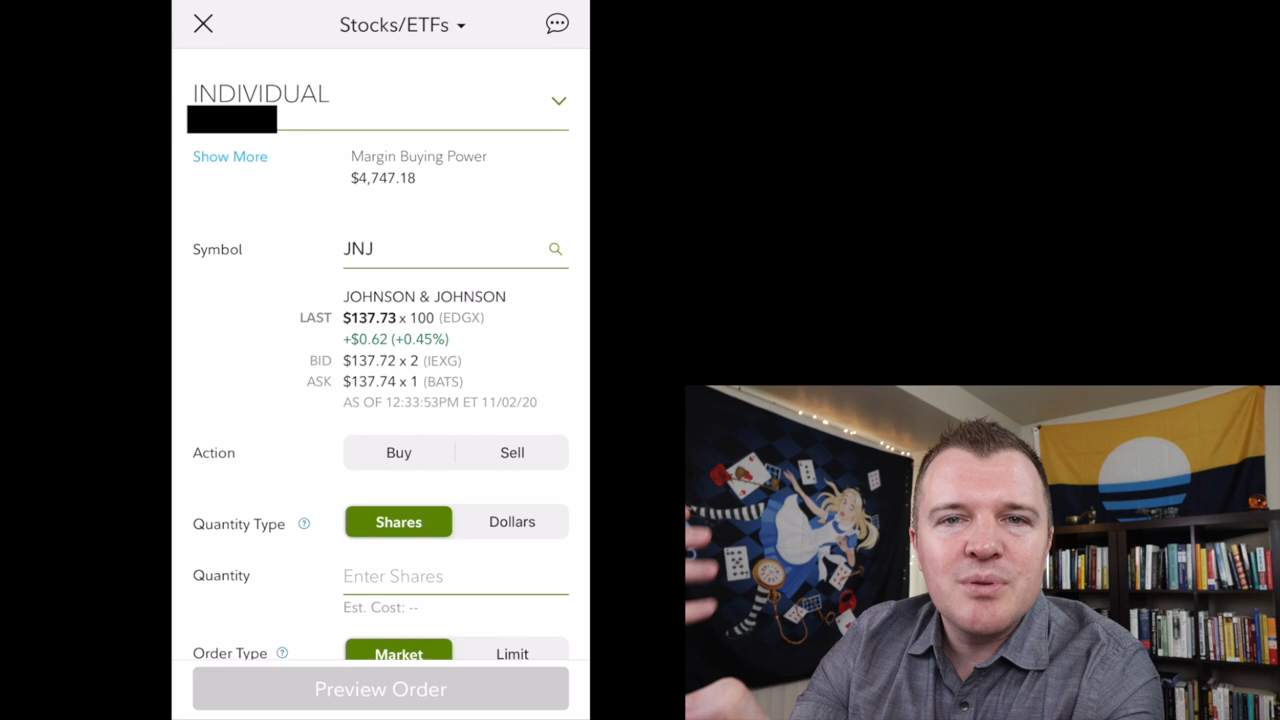 Stocks/ETFs
INDIVIDUAL
Show More
Margin Buying Power
$4,747.18
Symbol
JNJ
JOHNSON & JOHNSON
LAST $137.73 x 100 (EDGX)
+$0.62 (+0.45%)
BID $137.72 x 2 (IEXG)
ASK $137.74 x 1 (BATS)
AS OF 12:33:53PM ET 11/02/20
Action Buy Sell
Quantity Type ? Shares Dollars
Quantity Enter Shares
Est. Cost: --
Order Type ? Market Limit
Preview Order